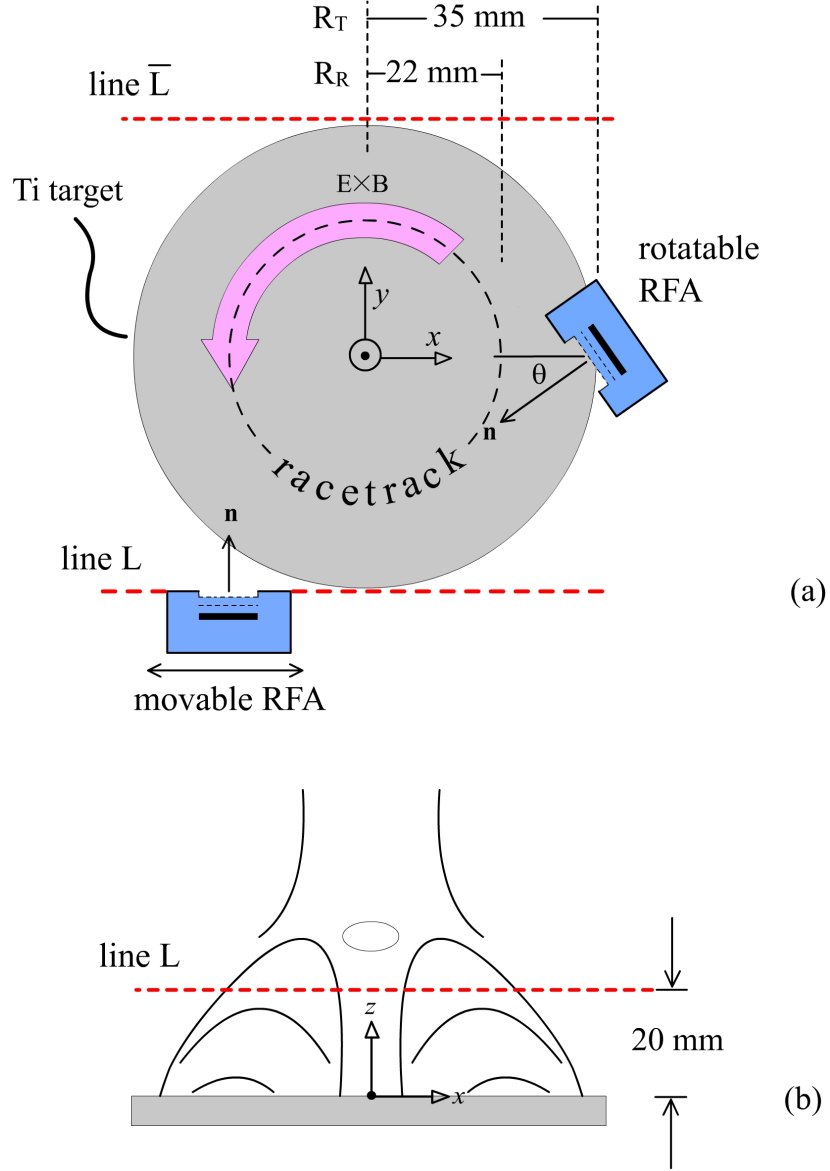 R_T 35 mm
R_R 22 mm
line L̅
E×B
Ti target
rotatable
RFA
y
x
θ
n
racetrack
n
line L
(a)
movable RFA
line L
z
20 mm
x
(b)